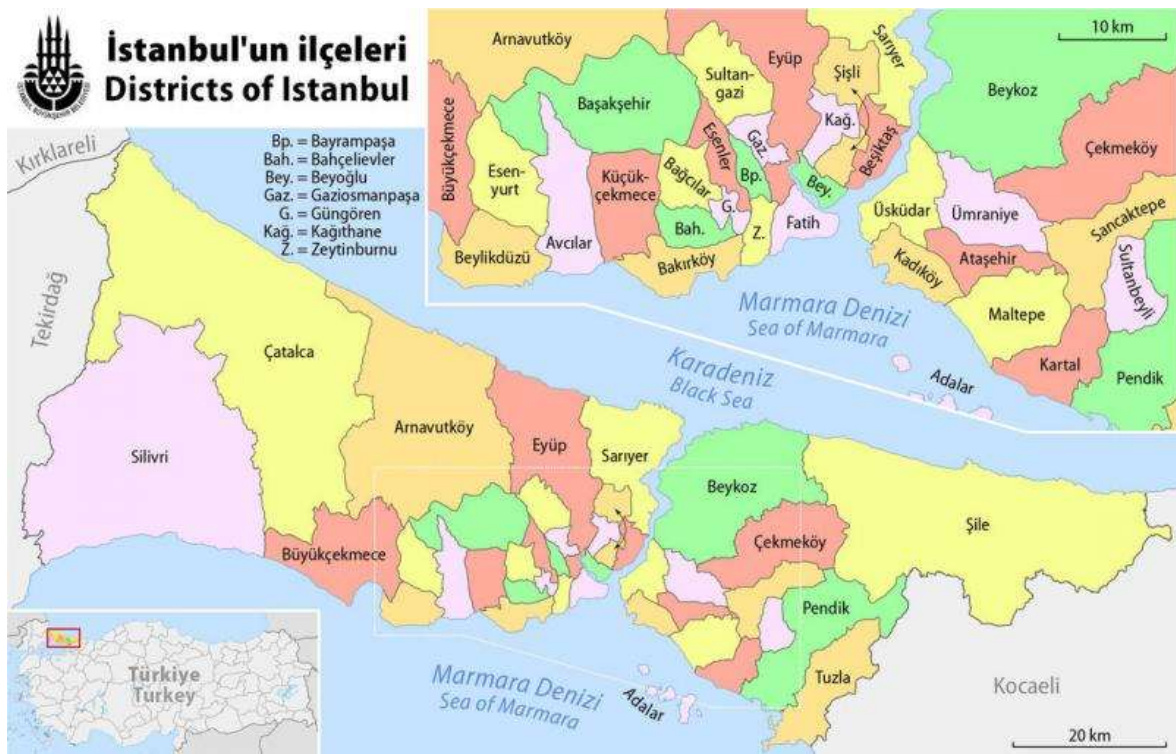 İstanbul'un ilçeleri
Districts of Istanbul
Kırklareli
Tekirdağ
Bp. = Bayrampaşa
Bah. = Bahçelievler
Bey. = Beyoğlu
Gaz. = Gaziosmanpaşa
G. = Güngören
Kağ. = Kağıthane
Z. = Zeytinburnu
10 km
Arnavutköy
Eyüp
Sarıyer
Şişli
Sultan-
gazi
Beykoz
Başakşehir
Büyükçekmece
Kağ.
Gaz.
Esenler
Beşiktaş
Çekmeköy
Esen-
yurt
Küçük-
çekmece
Bağcılar
Bp.
Bey.
G.
Üsküdar
Ümraniye
Sancaktepe
Bah.
Z.
Fatih
Avcılar
Beylikdüzü
Bakırköy
Kadıköy
Ataşehir
Sultanbeyli
Maltepe
Marmara Denizi
Sea of Marmara
Kartal
Pendik
Adalar
Karadeniz
Black Sea
Çatalca
Silivri
Arnavutköy
Eyüp
Sarıyer
Beykoz
Şile
Büyükçekmece
Çekmeköy
Pendik
Tuzla
Kocaeli
Marmara Denizi
Sea of Marmara
Adalar
Türkiye
Turkey
20 km